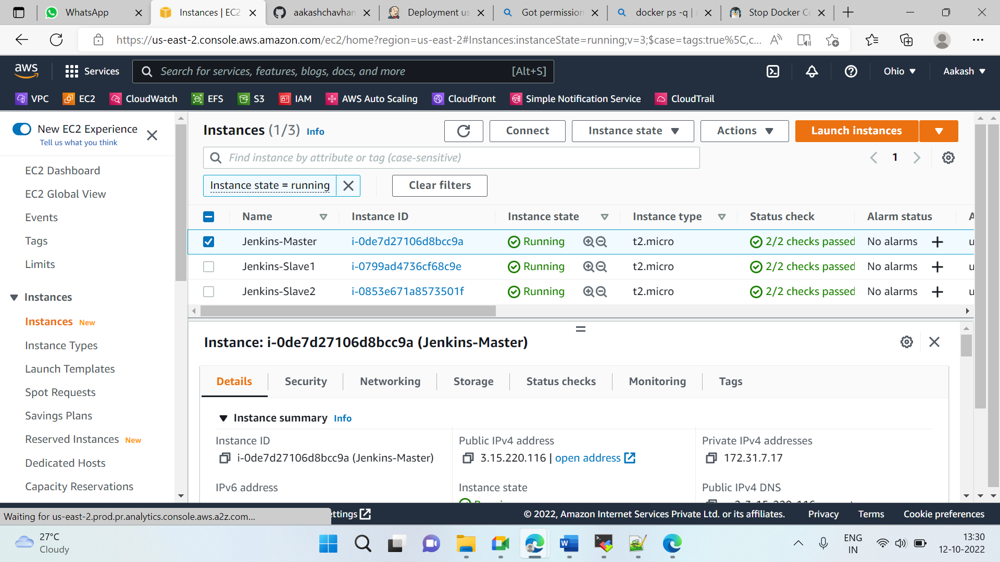 WhatsApp
Instances | EC2
aakashchavhan
Deployment us
Got permission
docker ps -q |
Stop Docker Co
https://us-east-2.console.aws.amazon.com/ec2/home?region=us-east-2#Instances:instanceState=running;v=3;$case=tags:true%5C,c...
aws
Services
Search for services, features, blogs, docs, and more
[Alt+S]
Ohio
Aakash
VPC
EC2
CloudWatch
EFS
S3
IAM
AWS Auto Scaling
CloudFront
Simple Notification Service
CloudTrail
New EC2 Experience
Tell us what you think
EC2 Dashboard
EC2 Global View
Events
Tags
Limits
Instances
Instances New
Instance Types
Launch Templates
Spot Requests
Savings Plans
Reserved Instances New
Dedicated Hosts
Capacity Reservations
Instances (1/3) Info
Connect
Instance state
Actions
Launch instances
Find instance by attribute or tag (case-sensitive)
1
Instance state = running
Clear filters
Name Instance ID Instance state Instance type Status check Alarm status A
Jenkins-Master i-0de7d27106d8bcc9a Running t2.micro 2/2 checks passed No alarms u
Jenkins-Slave1 i-0799ad4736cf68c9e Running t2.micro 2/2 checks passed No alarms u
Jenkins-Slave2 i-0853e671a8573501f Running t2.micro 2/2 checks passed No alarms u
Instance: i-0de7d27106d8bcc9a (Jenkins-Master)
Details Security Networking Storage Status checks Monitoring Tags
Instance summary Info
Instance ID
i-0de7d27106d8bcc9a (Jenkins-Master)
Public IPv4 address
3.15.220.116 | open address
Private IPv4 addresses
172.31.7.17
IPv6 address
Instance state
Public IPv4 DNS
Waiting for us-east-2.prod.pr.analytics.console.aws.a2z.com...
ettings
© 2022, Amazon Internet Services Private Ltd. or its affiliates.
Privacy
Terms
Cookie preferences
27°C
Cloudy
ENG
IN
13:30
12-10-2022